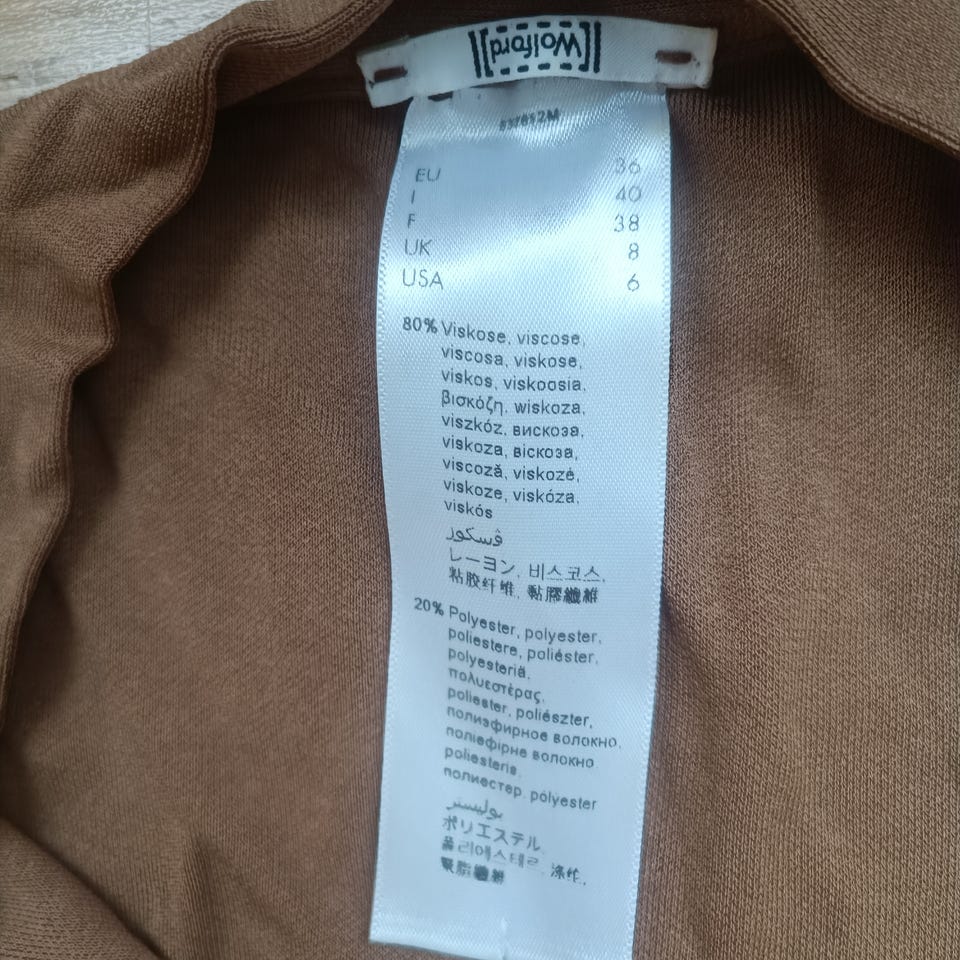 [Wolford]
EU 36
I 40
F 38
UK 8
USA 6
80% Viskose, viscose,
viscosa, viskose,
viskos, viskoosia,
βισκόζη, wiskoza,
viszkóz, вискоза,
viskoza, віскоза,
viscoză, viskozė,
viskoze, viskóza,
viskós
ڤسكوز
レーヨン, 비스코스,
粘胶纤维, 黏膠纖維
20% Polyester, polyester,
poliestere, poliéster,
polyesteriä,
πολυεστέρας,
poliester, poliészter,
полиэфирное волокно,
поліефірне волокно
poliesteris,
полиестер, polyester
بوليستر
ポリエステル,
폴리에스테르, 涤纶,
聚脂纖維